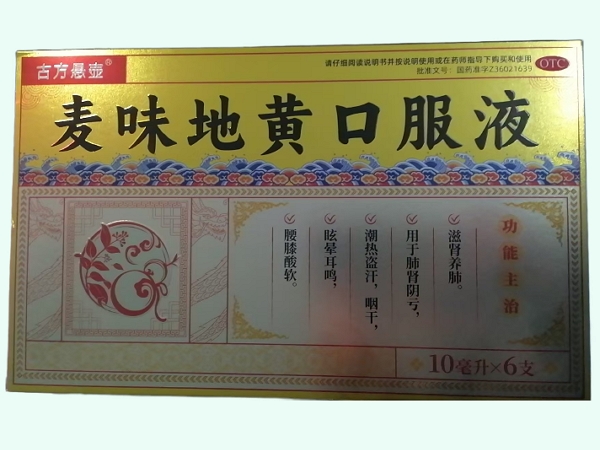 古方悬壶®
请仔细阅读说明书并按说明使用或在药师指导下购买和使用
批准文号：国药准字Z36021639
OTC
麦味地黄口服液
功能主治
滋肾养肺。
用于肺肾阴亏，
潮热盗汗，咽干，
眩晕耳鸣，
腰膝酸软。
10毫升×6支